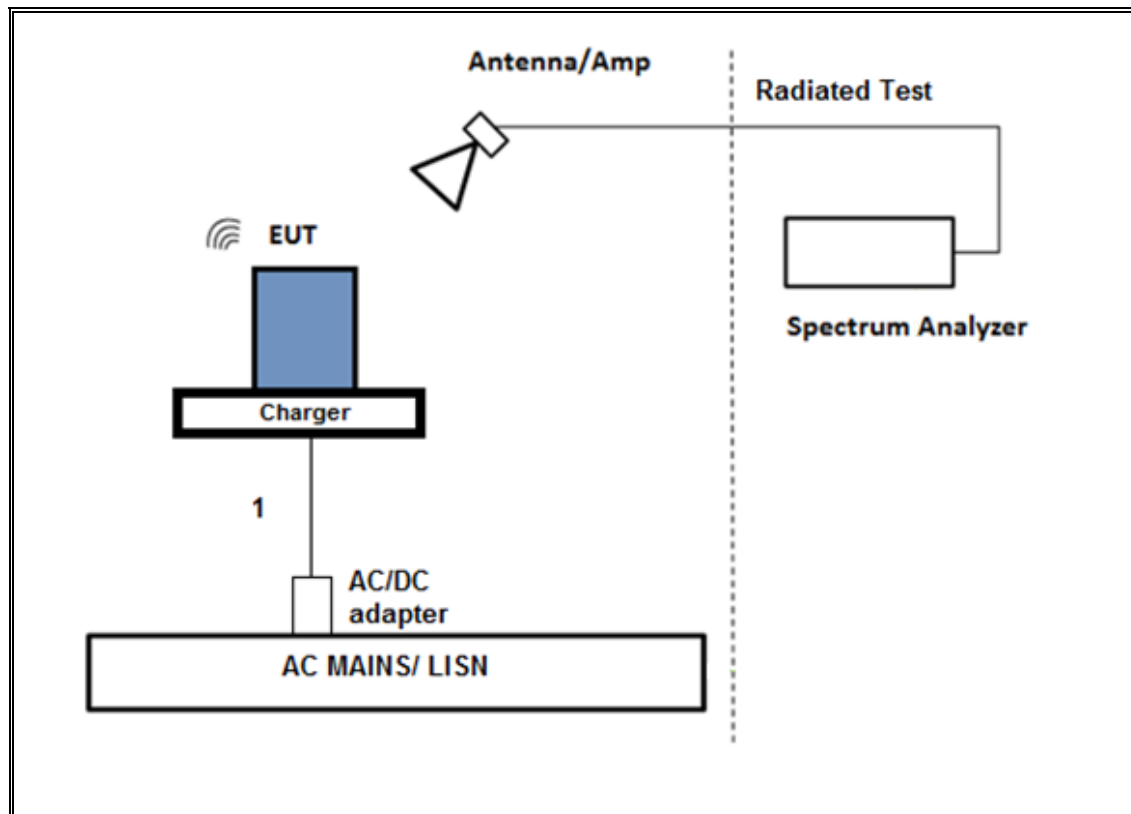 Antenna/Amp
Radiated Test
EUT
Spectrum Analyzer
Charger
1
AC/DC
adapter
AC MAINS/ LISN